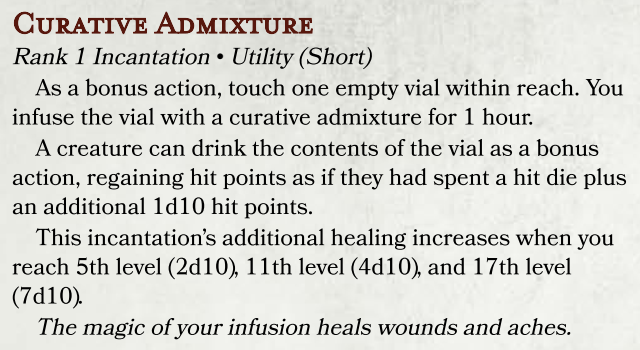 CURATIVE ADMIXTURE
Rank 1 Incantation • Utility (Short)
As a bonus action, touch one empty vial within reach. You
infuse the vial with a curative admixture for 1 hour.
A creature can drink the contents of the vial as a bonus
action, regaining hit points as if they had spent a hit die plus
an additional 1d10 hit points.
This incantation’s additional healing increases when you
reach 5th level (2d10), 11th level (4d10), and 17th level
(7d10).
The magic of your infusion heals wounds and aches.